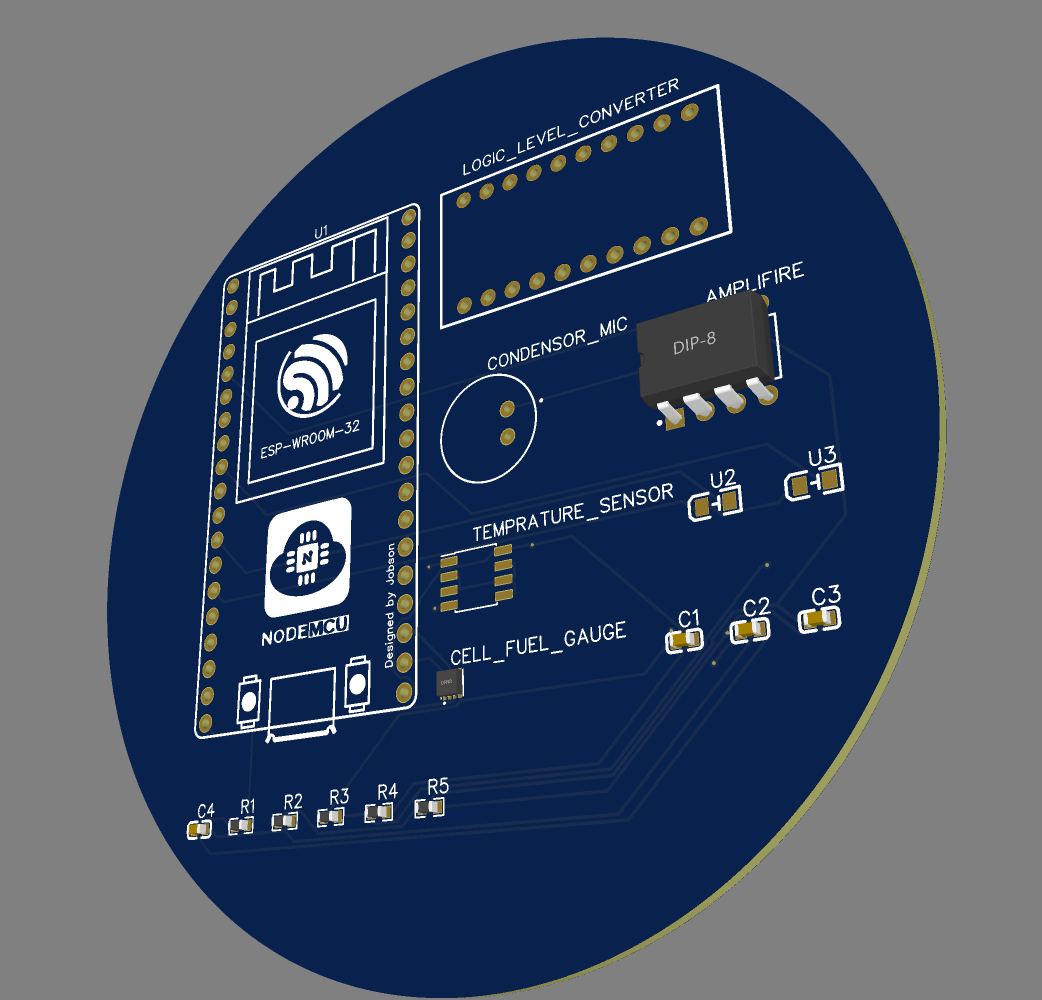 LOGIC_LEVEL_CONVERTER
U1
AMPLIFIRE
DIP-8
CONDENSOR_MIC
ESP-WROOM-32
U3
U2
TEMPRATURE_SENSOR
N
Designed by Jobson
NODEMCU
C3
C2
C1
CELL_FUEL_GAUGE
C4
R1
R2
R3
R4
R5